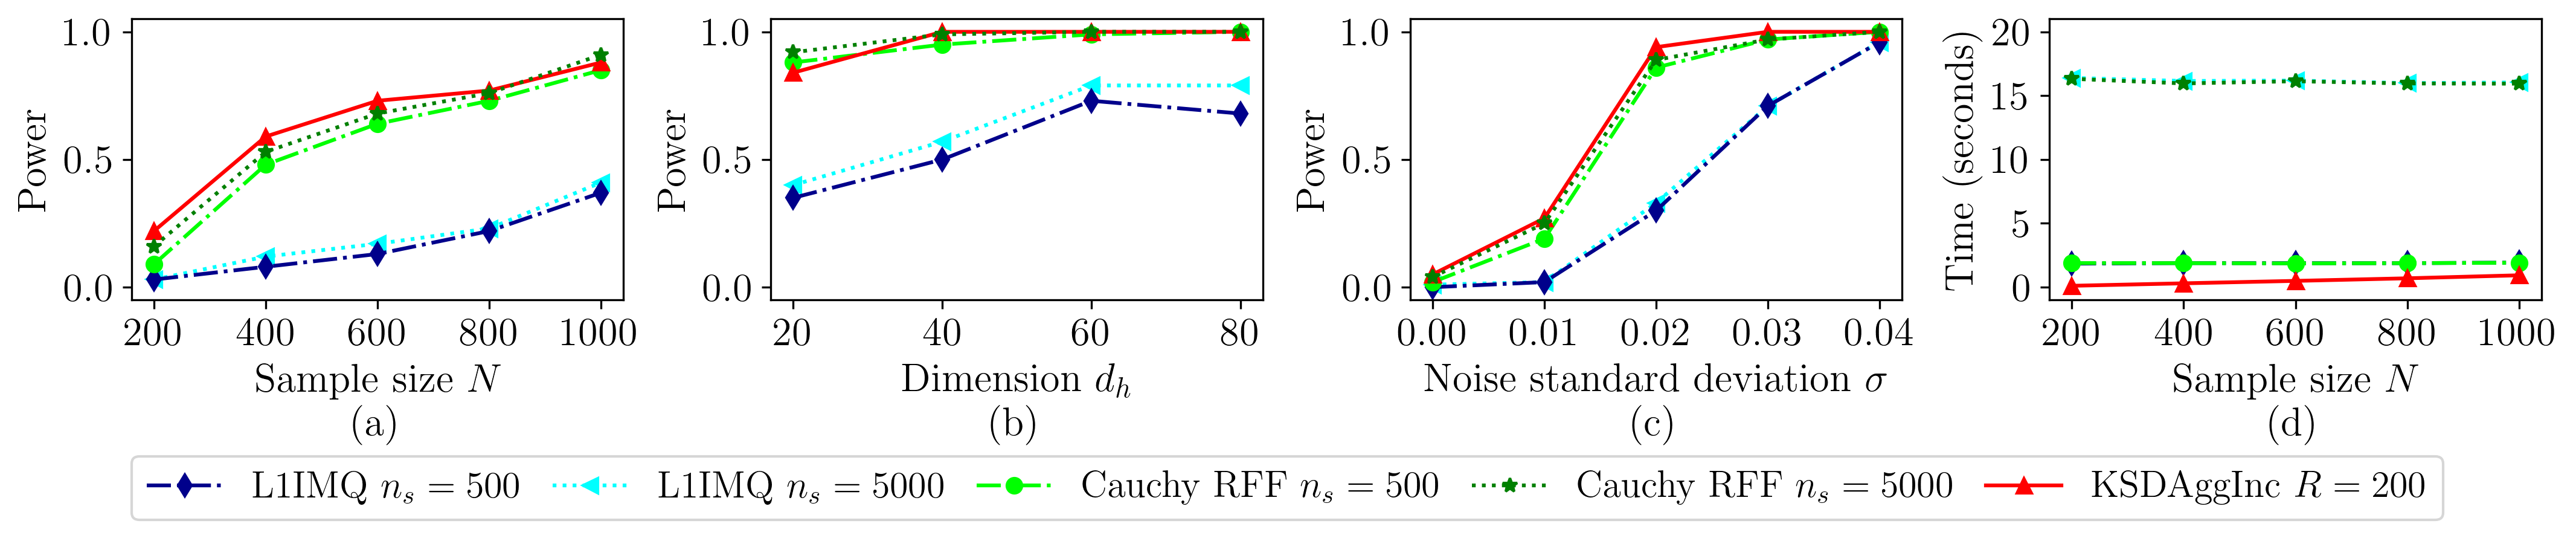 Power
1.0
0.5
0.0
200 400 600 800 1000
Sample size N
(a)
Power
1.0
0.5
0.0
20 40 60 80
Dimension d_h
(b)
Power
1.0
0.5
0.0
0.00 0.01 0.02 0.03 0.04
Noise standard deviation σ
(c)
Time (seconds)
20
15
10
5
0
200 400 600 800 1000
Sample size N
(d)
L1IMQ n_s = 500 L1IMQ n_s = 5000 Cauchy RFF n_s = 500 Cauchy RFF n_s = 5000 KSDAggInc R = 200